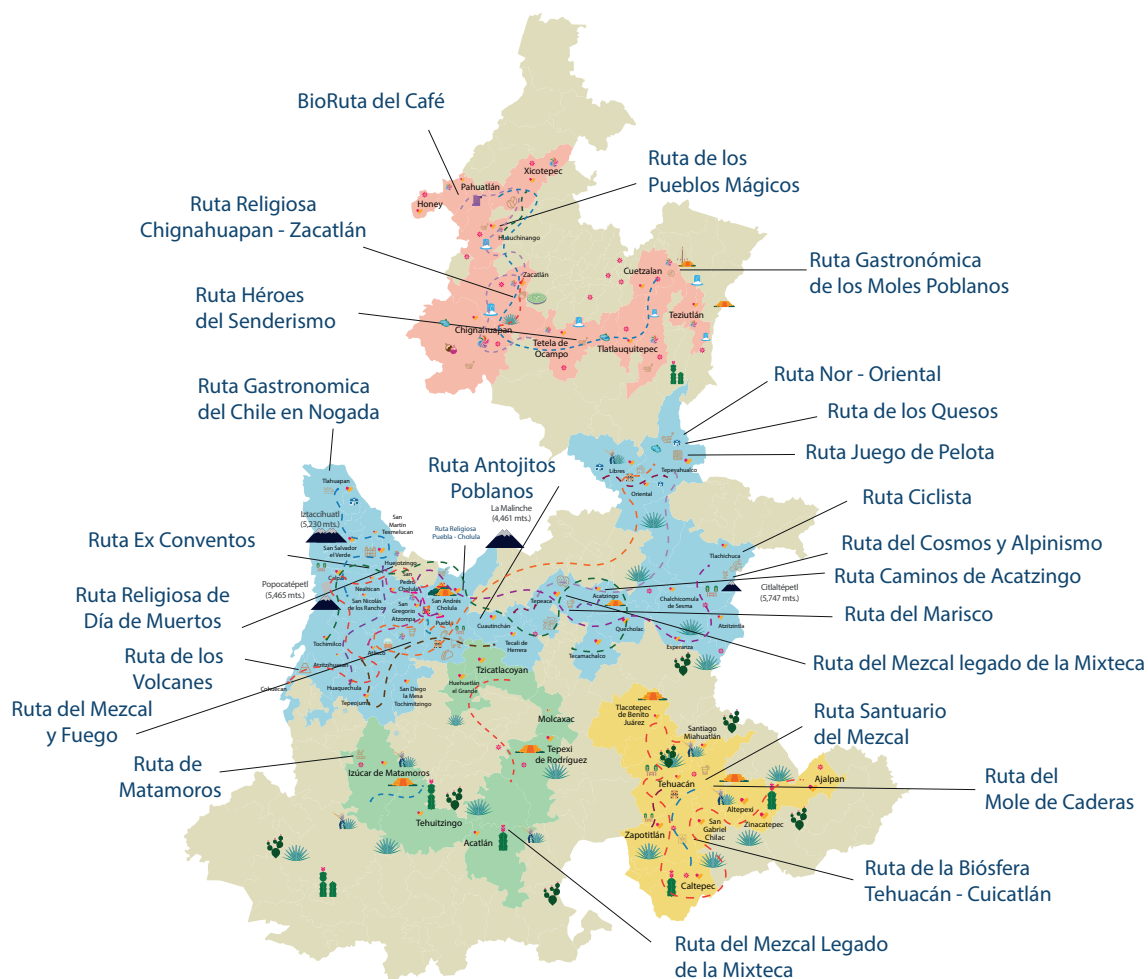 BioRuta del Café
Ruta de los
Pueblos Mágicos
Ruta Religiosa
Chignahuapan - Zacatlán
Ruta Gastronómica
de los Moles Poblanos
Ruta Héroes
del Senderismo
Xicotepec
Pahuatlán
Honey
Huauchinango
Zacatlán
Cuetzalan
Teziutlán
Chignahuapan
Tetela de
Ocampo
Tlatlauquitepec
Ruta Gastronomica
del Chile en Nogada
Ruta Nor - Oriental
Ruta de los Quesos
Ruta Juego de Pelota
Ruta Antojitos
Poblanos
Ruta Ciclista
Ruta Ex Conventos
Ruta del Cosmos y Alpinismo
Ruta Caminos de Acatzingo
Ruta Religiosa de
Día de Muertos
Ruta del Marisco
Ruta de los
Volcanes
Ruta del Mezcal legado de la Mixteca
Ruta del Mezcal
y Fuego
Libres
Tepeyahualco
Oriental
Tlahuapan
Iztaccíhuatl
(5,230 mts.)
San
Martín
Texmelucan
La Malinche
(4,461 mts.)
Ruta Religiosa
Puebla - Cholula
San Salvador
el Verde
Huejotzingo
Tlachichuca
Calpan
San
Pedro
Cholula
Popocatépetl
(5,465 mts.)
Nealtican
San Nicolás
de los Ranchos
San Andrés
Cholula
San
Gregorio
Atzompa
Puebla
Cuautinchán
Tepeaca
Acatzingo
Chalchicomula
de Sesma
Citlaltépetl
(5,747 mts.)
Tochimilco
Atlixco
Tecali de
Herrera
Quecholac
Atzitzintla
Tecamachalco
Esperanza
Atzitzihuacan
Cohuecan
Huaquechula
Tepeojuma
San Diego
la Mesa
Tochimitzingo
Tzicatlacoyan
Huehuetlán
el Grande
Molcaxac
Tepexi
de Rodríguez
Izúcar de Matamoros
Tehuitzingo
Acatlán
Ruta de
Matamoros
Tlacotepec
de Benito
Juárez
Santiago
Miahuatlán
Ruta Santuario
del Mezcal
Tehuacán
Ajalpan
Altepexi
Ruta del
Mole de Caderas
Zapotitlán
San
Gabriel
Chilac
Zinacatepec
Caltepec
Ruta de la Biósfera
Tehuacán - Cuicatlán
Ruta del Mezcal Legado
de la Mixteca